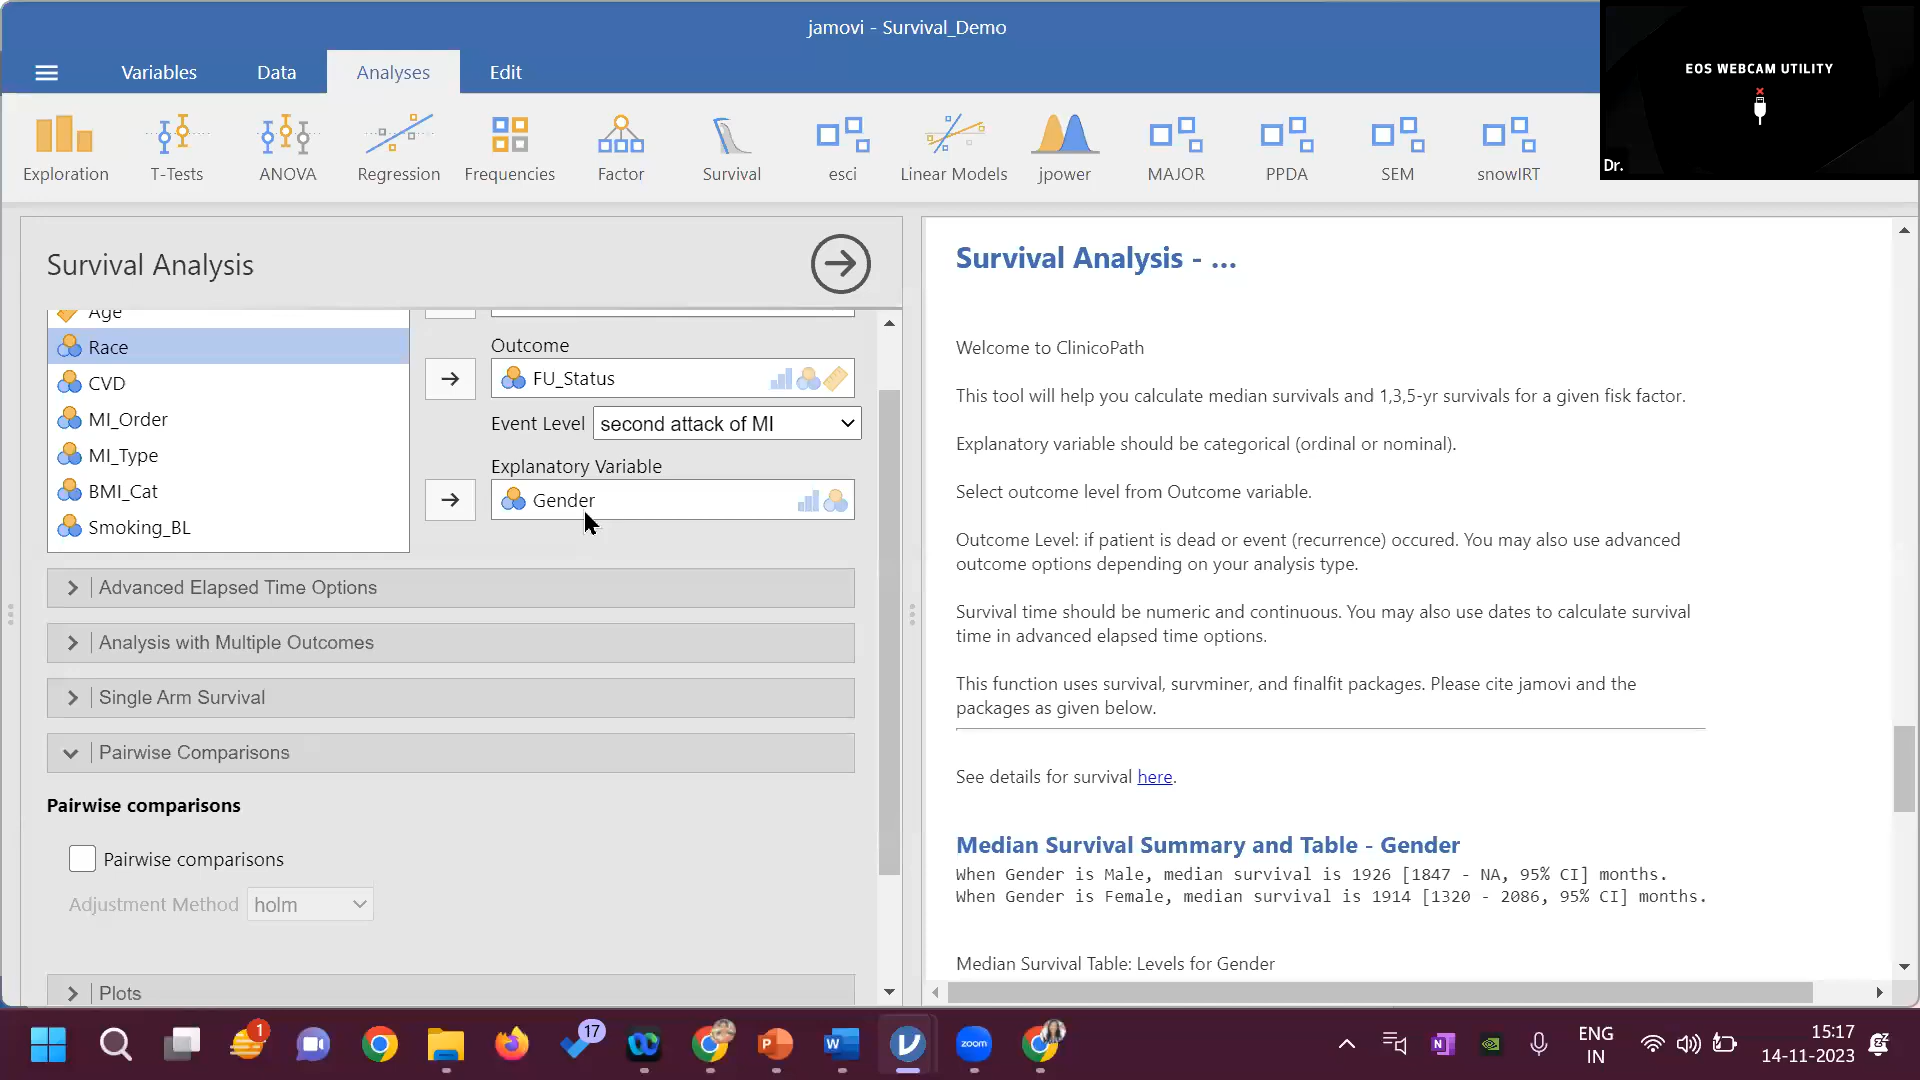 jamovi - Survival_Demo
EOS WEBCAM UTILITY
Dr.
Variables
Data
Analyses
Edit
Exploration
T-Tests
ANOVA
Regression
Frequencies
Factor
Survival
esci
Linear Models
jpower
MAJOR
PPDA
SEM
snowIRT
Survival Analysis
Age
Race
CVD
MI_Order
MI_Type
BMI_Cat
Smoking_BL
Outcome
FU_Status
Event Level second attack of MI
Explanatory Variable
Gender
Advanced Elapsed Time Options
Analysis with Multiple Outcomes
Single Arm Survival
Pairwise Comparisons
Pairwise comparisons
Pairwise comparisons
Adjustment Method holm
Plots
Survival Analysis - ...
Welcome to ClinicoPath
This tool will help you calculate median survivals and 1,3,5-yr survivals for a given fisk factor.
Explanatory variable should be categorical (ordinal or nominal).
Select outcome level from Outcome variable.
Outcome Level: if patient is dead or event (recurrence) occured. You may also use advanced
outcome options depending on your analysis type.
Survival time should be numeric and continuous. You may also use dates to calculate survival
time in advanced elapsed time options.
This function uses survival, survminer, and finalfit packages. Please cite jamovi and the
packages as given below.
See details for survival here.
Median Survival Summary and Table - Gender
When Gender is Male, median survival is 1926 [1847 - NA, 95% CI] months.
When Gender is Female, median survival is 1914 [1320 - 2086, 95% CI] months.
Median Survival Table: Levels for Gender
1
17
zoom
ENG
IN
15:17
14-11-2023